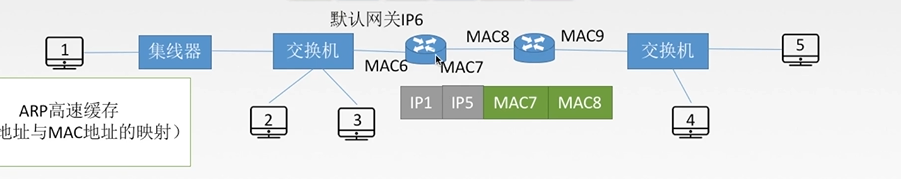 默认网关IP6
1
集线器
交换机
MAC6
MAC7
MAC8
MAC9
交换机
5
2
3
4
IP1 IP5 MAC7 MAC8
ARP高速缓存
地址与MAC地址的映射）